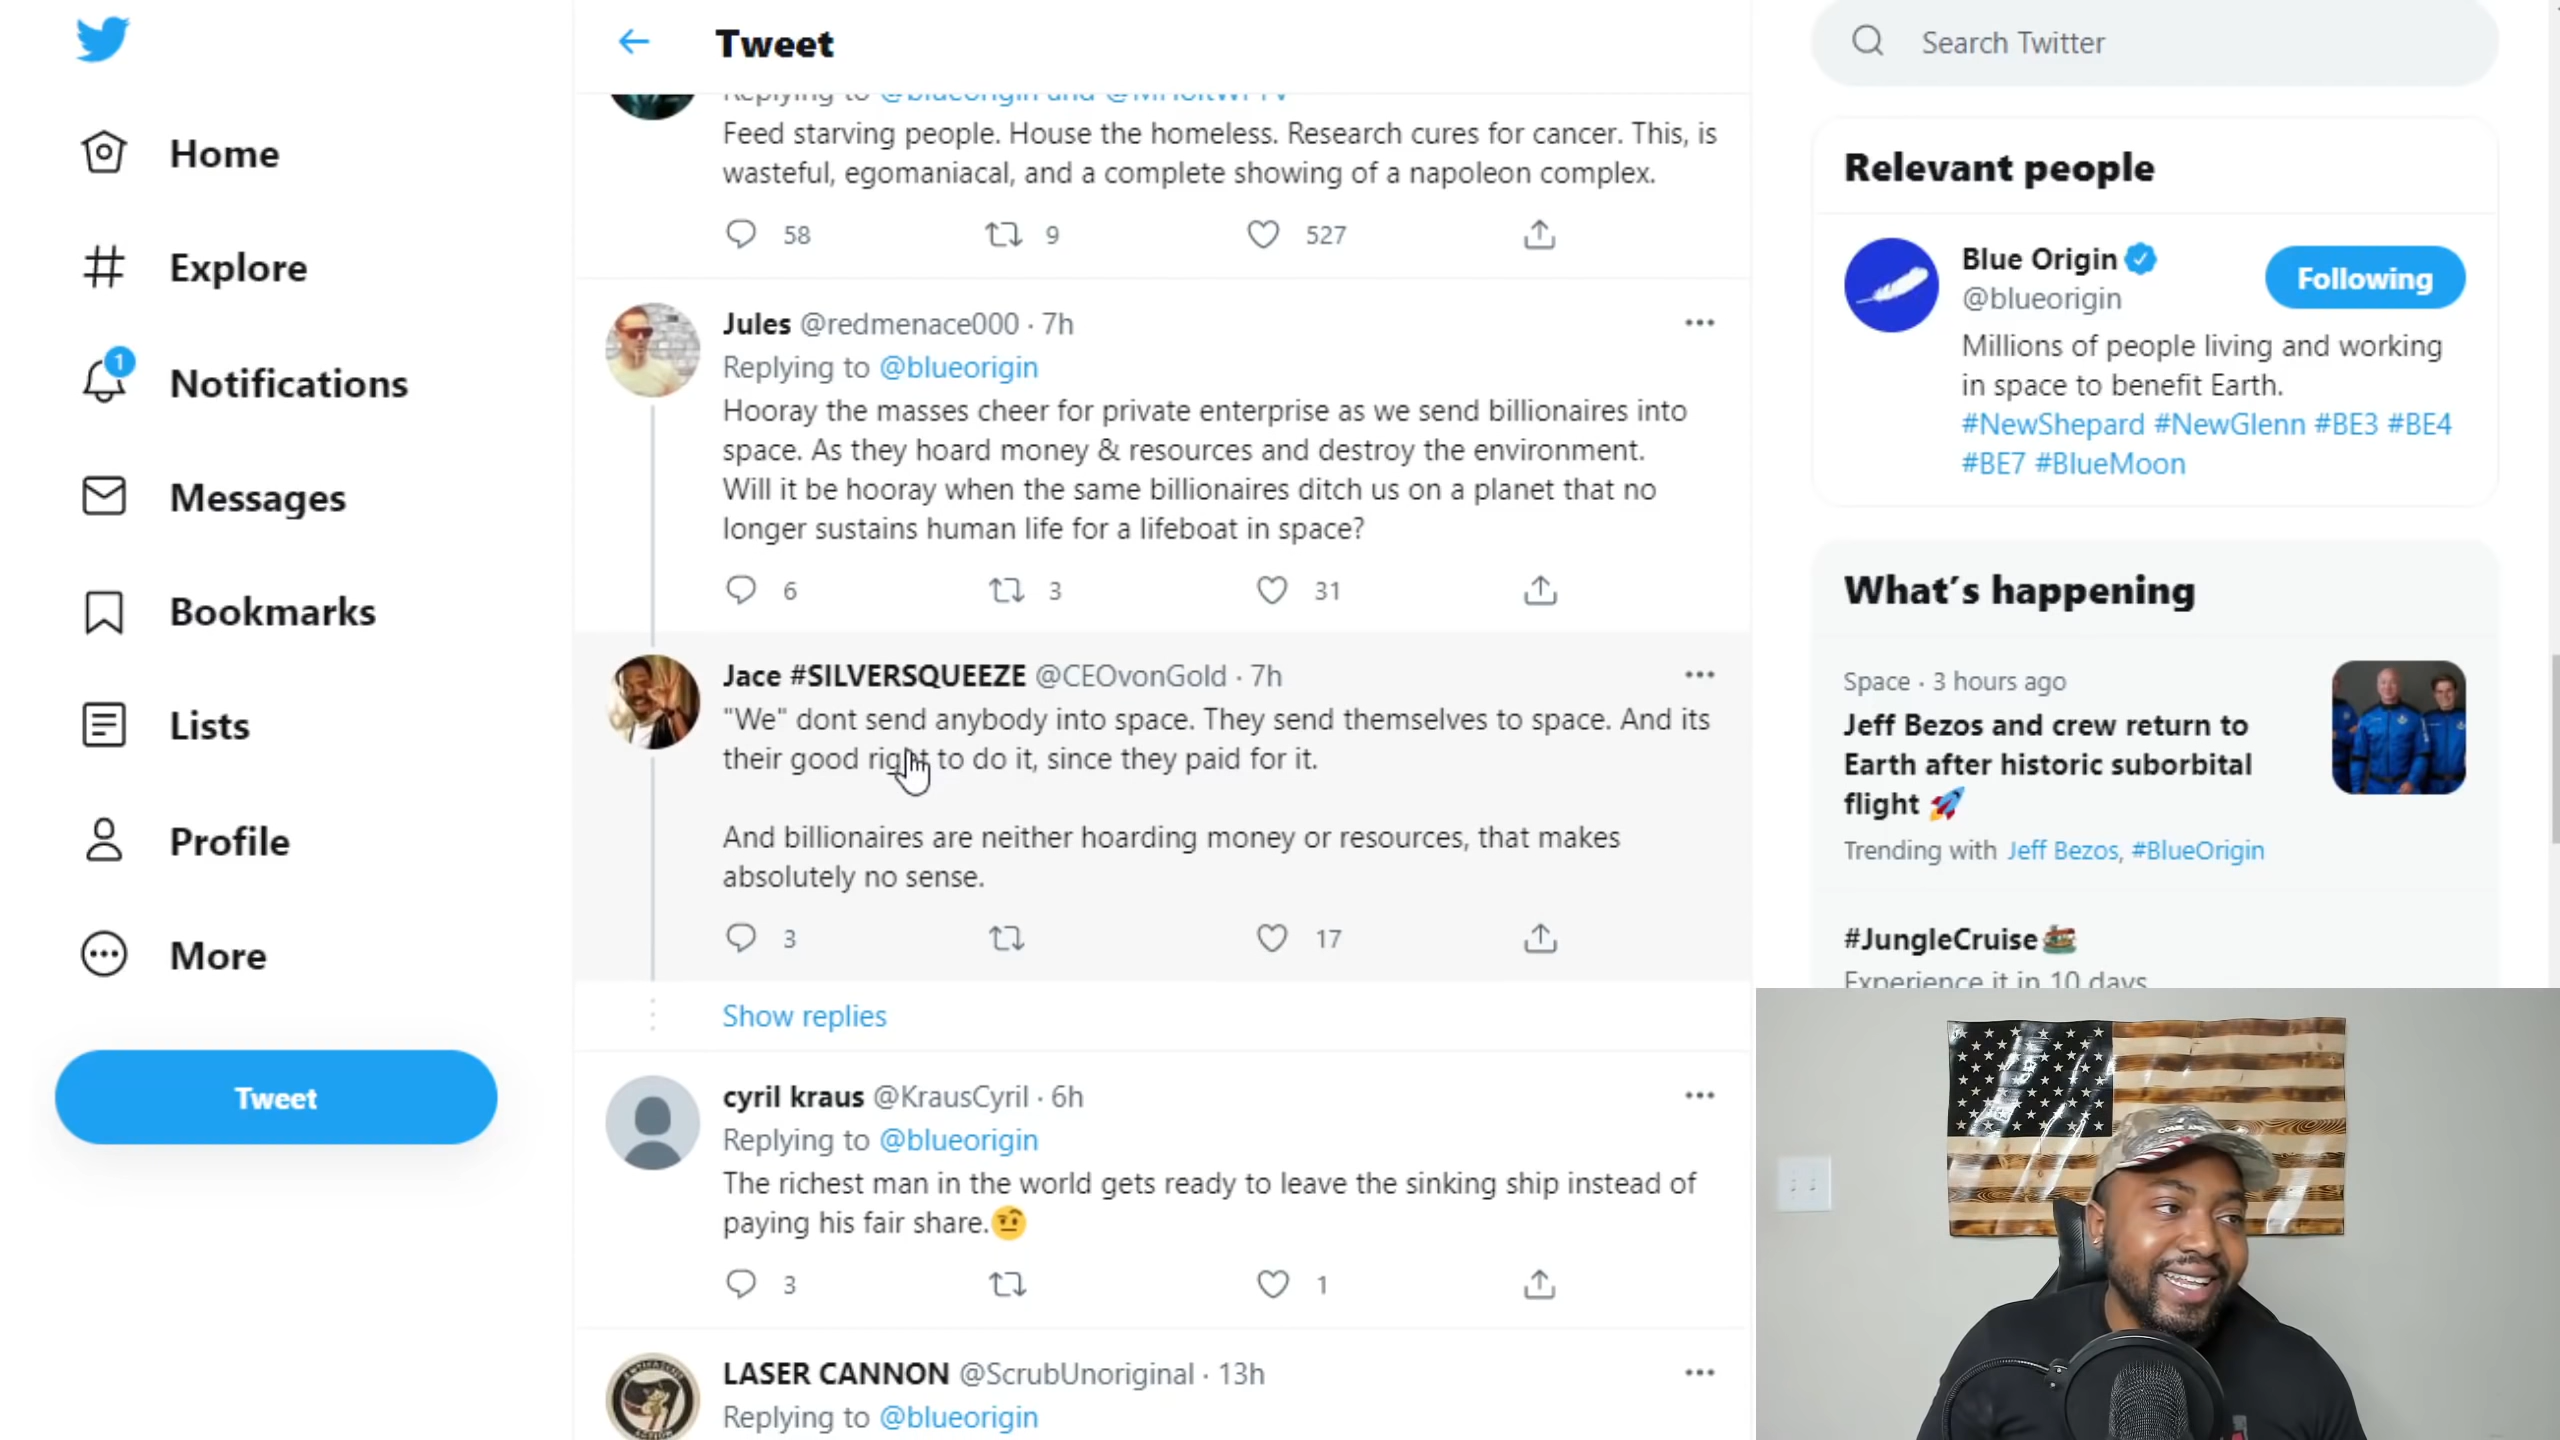 Home
Explore
1
Notifications
Messages
Bookmarks
Lists
Profile
More
Tweet
Tweet
Replying to @blueorigin and @MHoltWPTV
Feed starving people. House the homeless. Research cures for cancer. This, is
wasteful, egomaniacal, and a complete showing of a napoleon complex.
58 9 527
Jules @redmenace000 · 7h
Replying to @blueorigin
Hooray the masses cheer for private enterprise as we send billionaires into
space. As they hoard money & resources and destroy the environment.
Will it be hooray when the same billionaires ditch us on a planet that no
longer sustains human life for a lifeboat in space?
6 3 31
Jace #SILVERSQUEEZE @CEOvonGold · 7h
"We" dont send anybody into space. They send themselves to space. And its
their good right to do it, since they paid for it.
And billionaires are neither hoarding money or resources, that makes
absolutely no sense.
3 17
Show replies
cyril kraus @KrausCyril · 6h
Replying to @blueorigin
The richest man in the world gets ready to leave the sinking ship instead of
paying his fair share.🤨
3 1
LASER CANNON @ScrubUnoriginal · 13h
Replying to @blueorigin
Search Twitter
Relevant people
Blue Origin
@blueorigin
Following
Millions of people living and working
in space to benefit Earth.
#NewShepard #NewGlenn #BE3 #BE4
#BE7 #BlueMoon
What's happening
Space · 3 hours ago
Jeff Bezos and crew return to
Earth after historic suborbital
flight 🚀
Trending with Jeff Bezos, #BlueOrigin
#JungleCruise
Experience it in 10 days